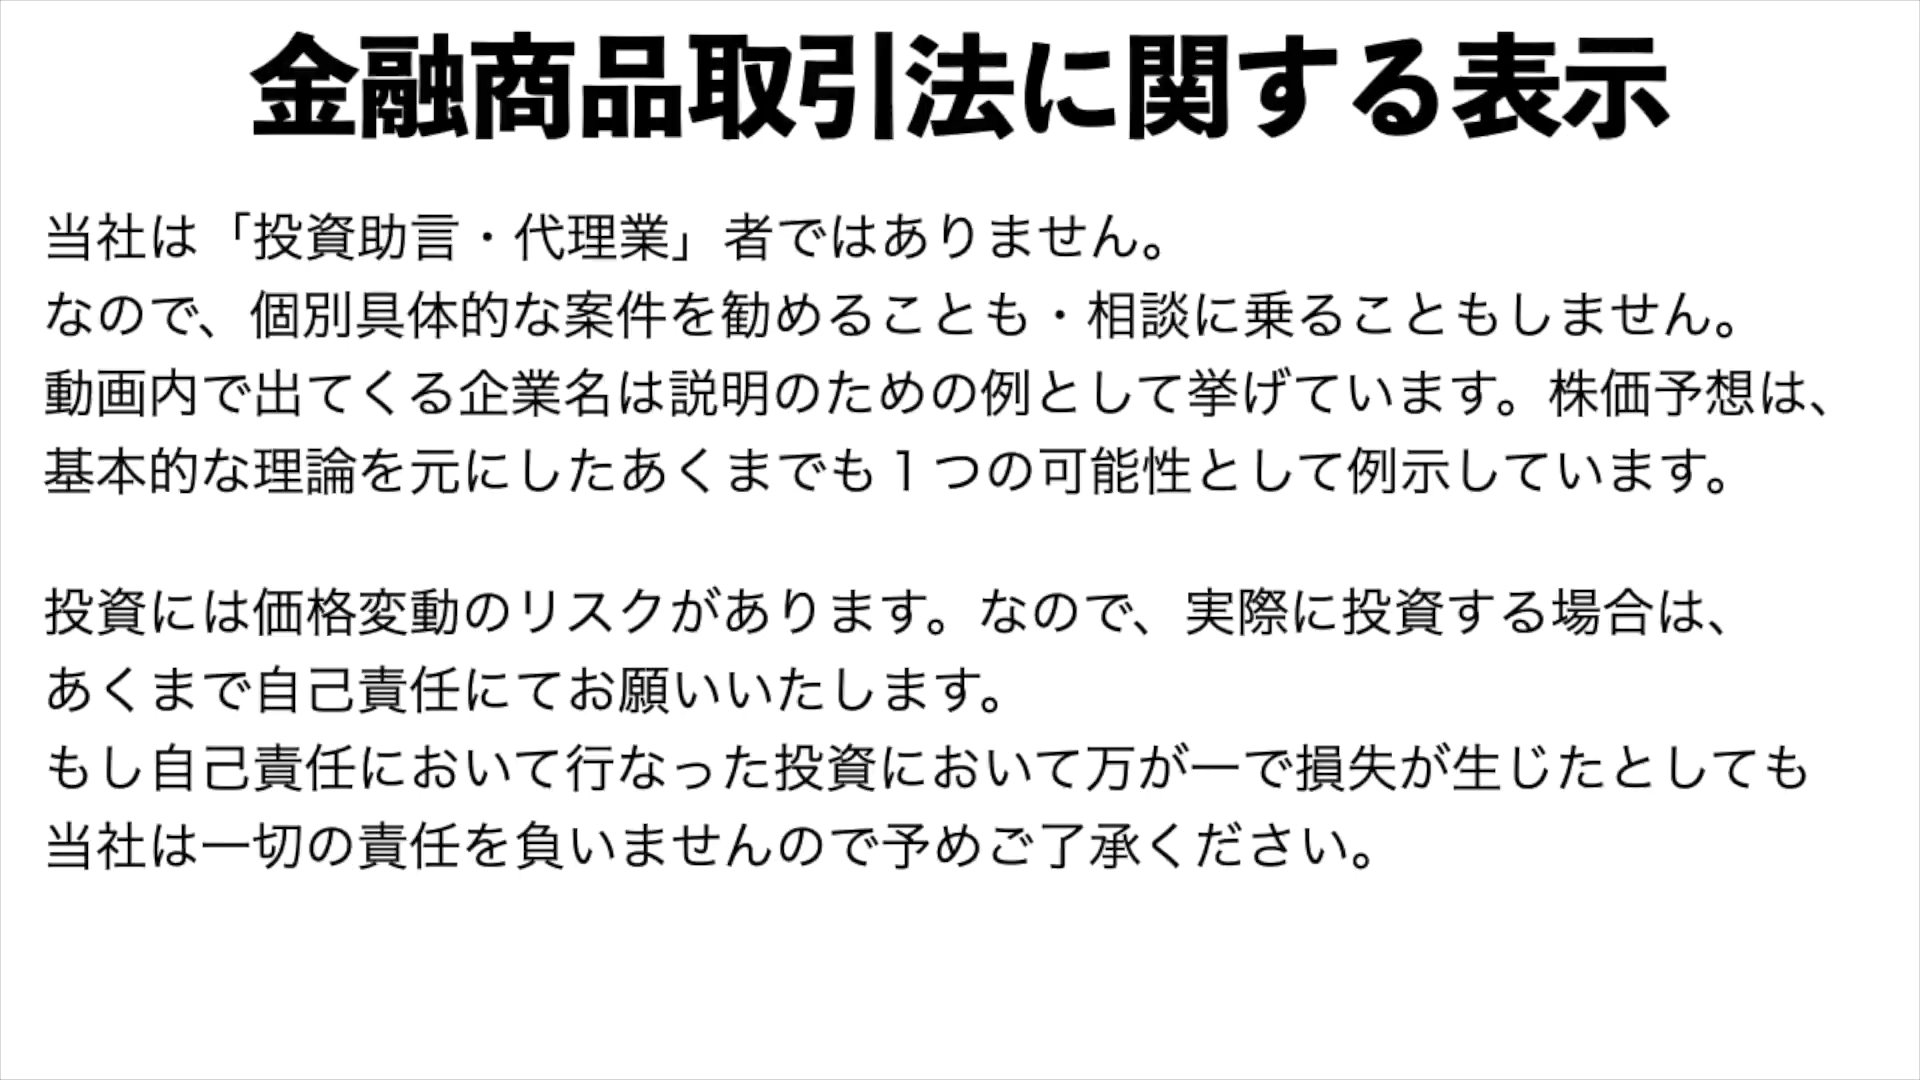 金融商品取引法に関する表示
当社は「投資助言・代理業」者ではありません。
なので、個別具体的な案件を勧めることも・相談に乗ることもしません。
動画内で出てくる企業名は説明のための例として挙げています。株価予想は、
基本的な理論を元にしたあくまでも１つの可能性として例示しています。
投資には価格変動のリスクがあります。なので、実際に投資する場合は、
あくまで自己責任にてお願いいたします。
もし自己責任において行なった投資において万が一で損失が生じたとしても
当社は一切の責任を負いませんので予めご了承ください。